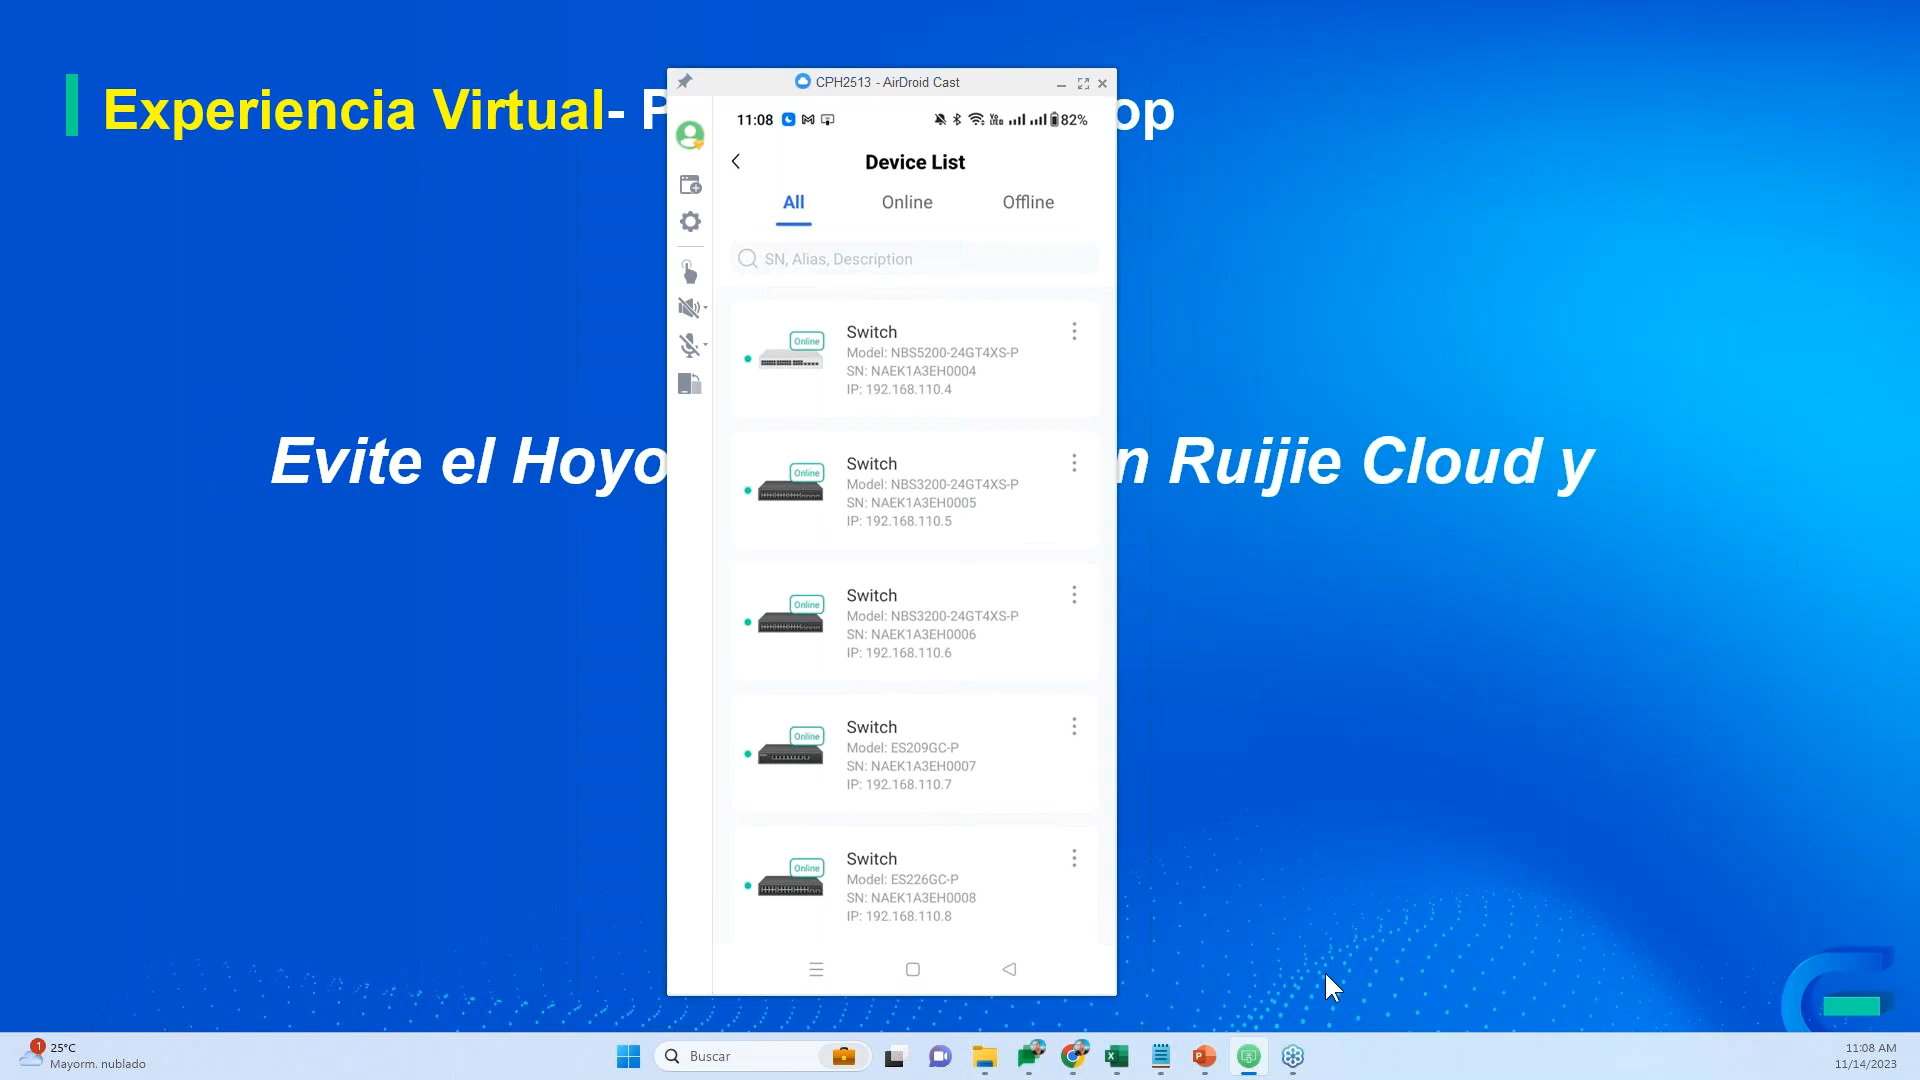 Experiencia Virtual- P
op
CPH2513 - AirDroid Cast
11:08
82%
Device List
All
Online
Offline
SN, Alias, Description
Online
Switch
Model: NBS5200-24GT4XS-P
SN: NAEK1A3EH0004
IP: 192.168.110.4
Online
Switch
Model: NBS3200-24GT4XS-P
SN: NAEK1A3EH0005
IP: 192.168.110.5
Evite el Hoyo
n Ruijie Cloud y
Online
Switch
Model: NBS3200-24GT4XS-P
SN: NAEK1A3EH0006
IP: 192.168.110.6
Online
Switch
Model: ES209GC-P
SN: NAEK1A3EH0007
IP: 192.168.110.7
Online
Switch
Model: ES226GC-P
SN: NAEK1A3EH0008
IP: 192.168.110.8
1
25°C
Mayorm. nublado
Buscar
11:08 AM
11/14/2023